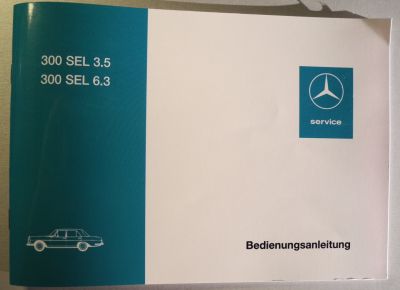 300 SEL 3.5
300 SEL 6.3
service
Bedienungsanleitung